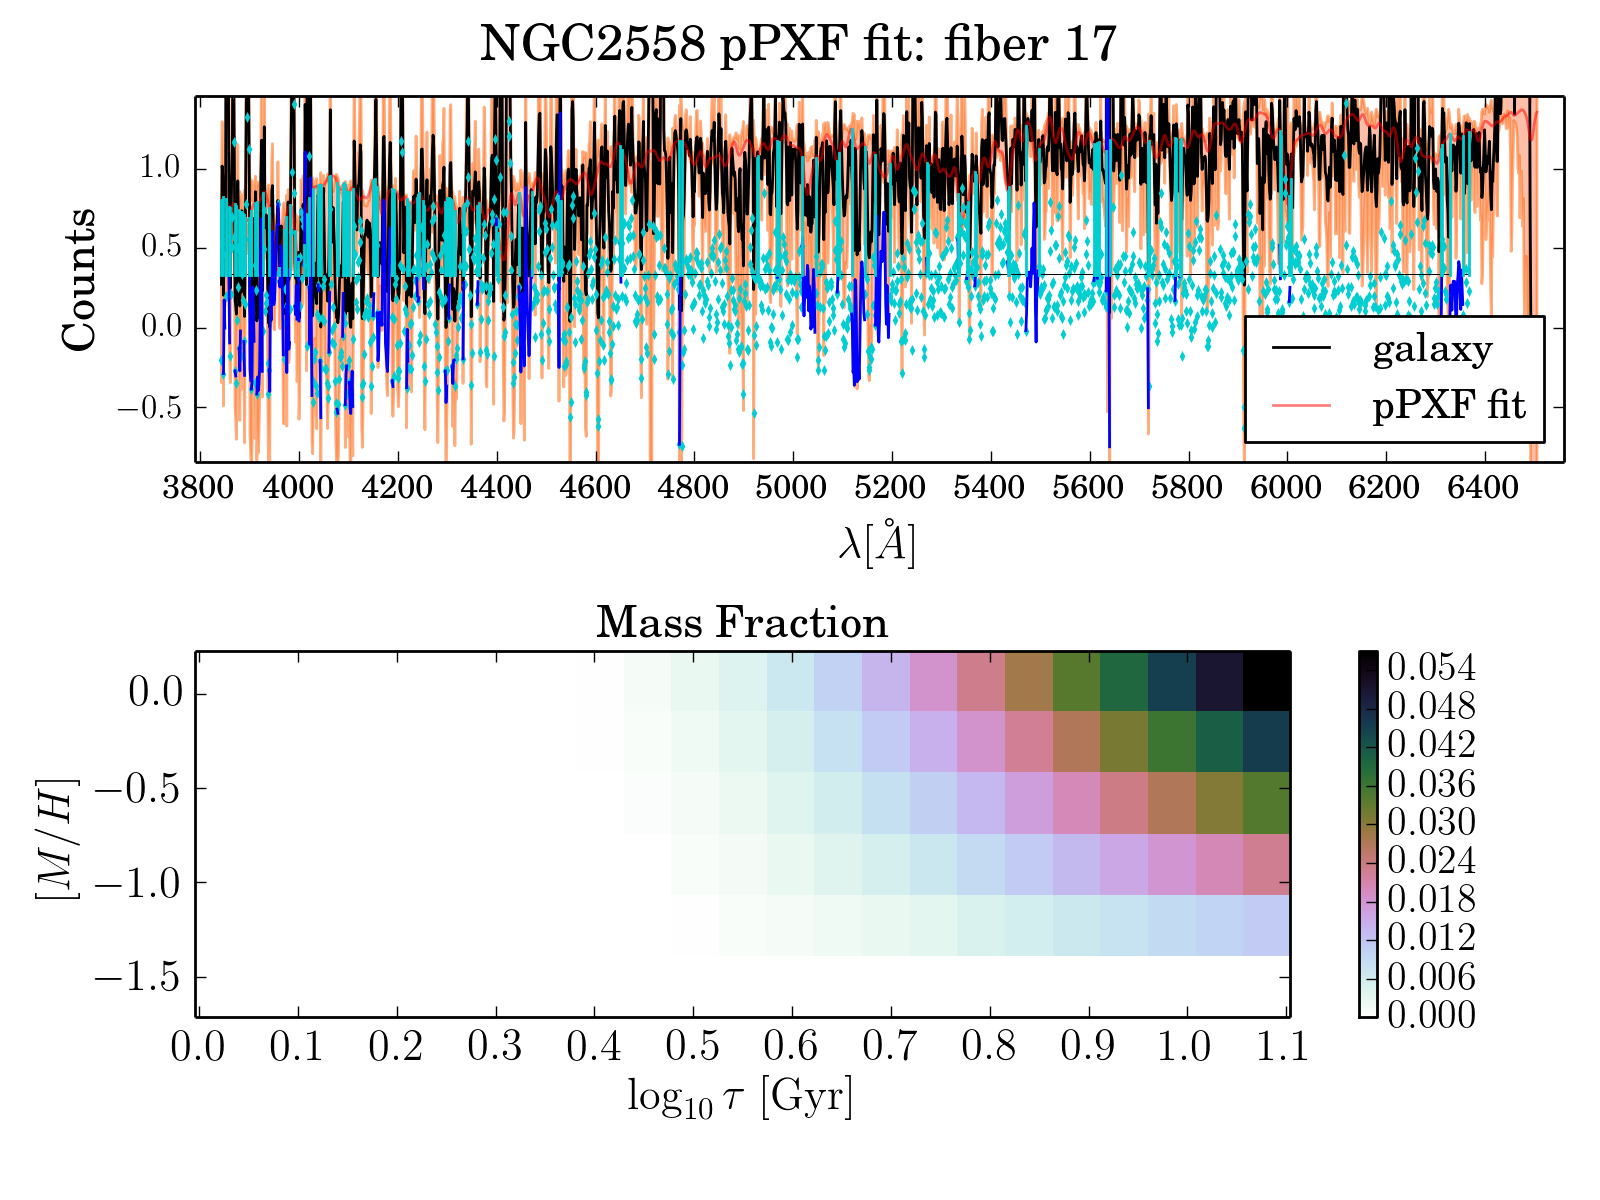 NGC2558 pPXF fit: fiber 17
Counts
1.0
0.5
0.0
−0.5
galaxy
pPXF fit
3800 4000 4200 4400 4600 4800 5000 5200 5400 5600 5800 6000 6200 6400
λ[Å]
Mass Fraction
[M/H]
0.0
−0.5
−1.0
−1.5
0.0 0.1 0.2 0.3 0.4 0.5 0.6 0.7 0.8 0.9 1.0 1.1
log₁₀ τ [Gyr]
0.054
0.048
0.042
0.036
0.030
0.024
0.018
0.012
0.006
0.000